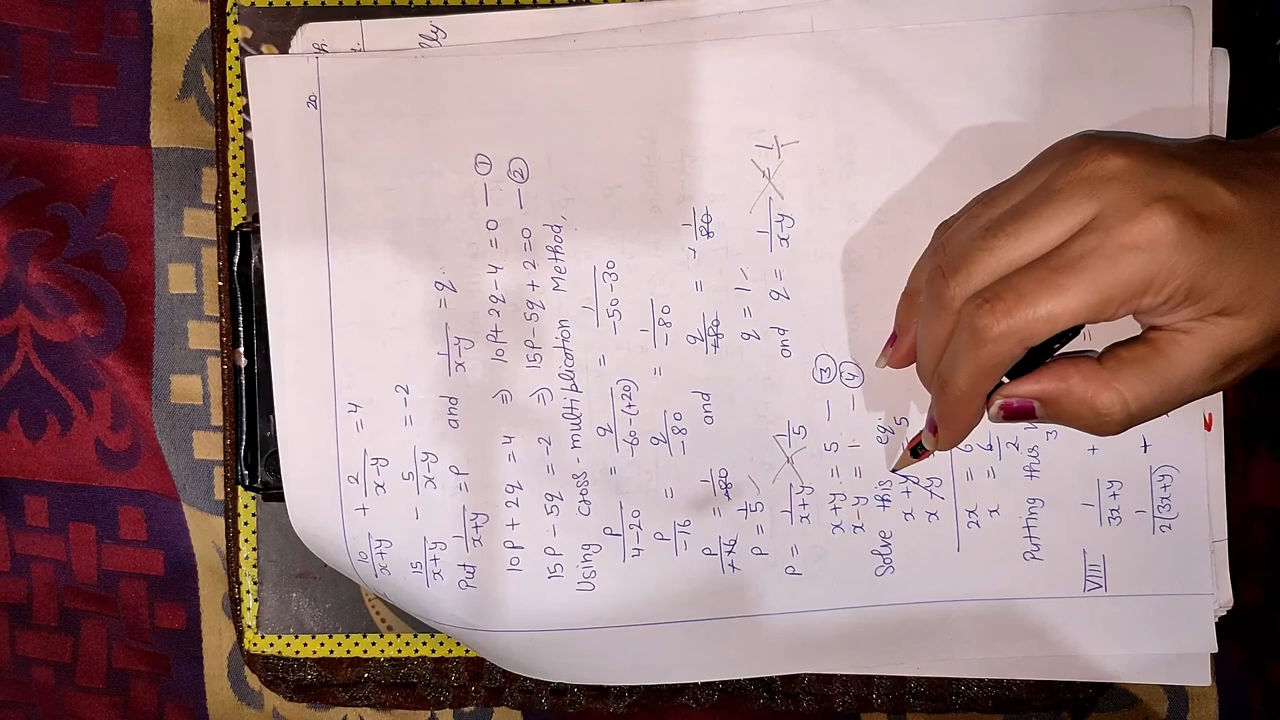 20.
10/(x+y) + 2/(x-y) = 4
15/(x+y) - 5/(x-y) = -2
Put 1/(x+y) = P and 1/(x-y) = q.
10P + 2q = 4 ⇒ 10P + 2q - 4 = 0 — ①
15P - 5q = -2 ⇒ 15P - 5q + 2 = 0 — ②
Using cross-multiplication Method,
P/(4-20) = q/(-60-(+20)) = 1/(-50-30)
P/-16 = q/-80 = 1/-80
P/+16 = 1/+80 and q/+80 = 1/80
P = 1/5 q = 1
P = 1/(x+y) = 1/5 and q = 1/(x-y) = 1/1
x+y = 5 — ③
x-y = 1 — ④
Solve this eq.
x+y = 5
x-y
2x = 6
x = 6/2
Putting this
3
VIII 1/(3x+y) + =
1/2(3x+y) +